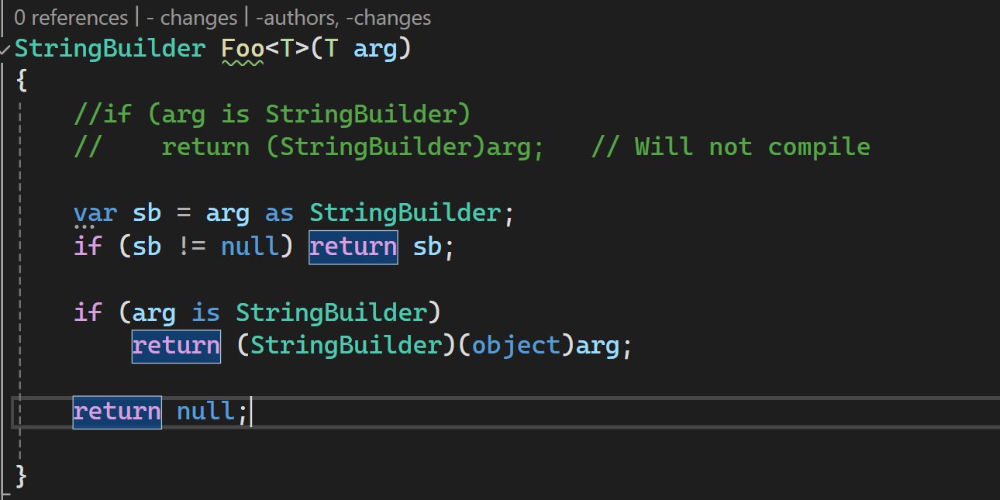 0 references | - changes | -authors, -changes
StringBuilder Foo<T>(T arg)
{
    //if (arg is StringBuilder)
    //    return (StringBuilder)arg;   // Will not compile
    var sb = arg as StringBuilder;
    if (sb != null) return sb;
    if (arg is StringBuilder)
        return (StringBuilder)(object)arg;
    return null;
}